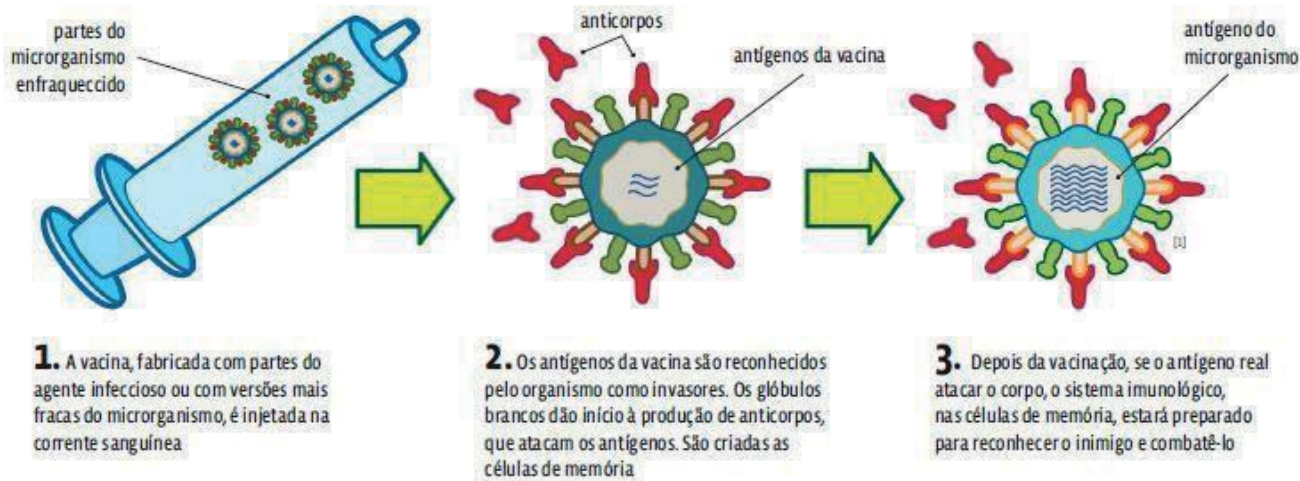 partes do
microrganismo
enfraqueccido
anticorpos
antígenos da vacina
antígeno do
microrganismo
[1]
1. A vacina, fabricada com partes do
agente infeccioso ou com versões mais
fracas do microrganismo, é injetada na
corrente sanguínea
2. Os antígenos da vacina são reconhecidos
pelo organismo como invasores. Os glóbulos
brancos dão início à produção de anticorpos,
que atacam os antígenos. São criadas as
células de memória
3. Depois da vacinação, se o antígeno real
atacar o corpo, o sistema imunológico,
nas células de memória, estará preparado
para reconhecer o inimigo e combatê-lo